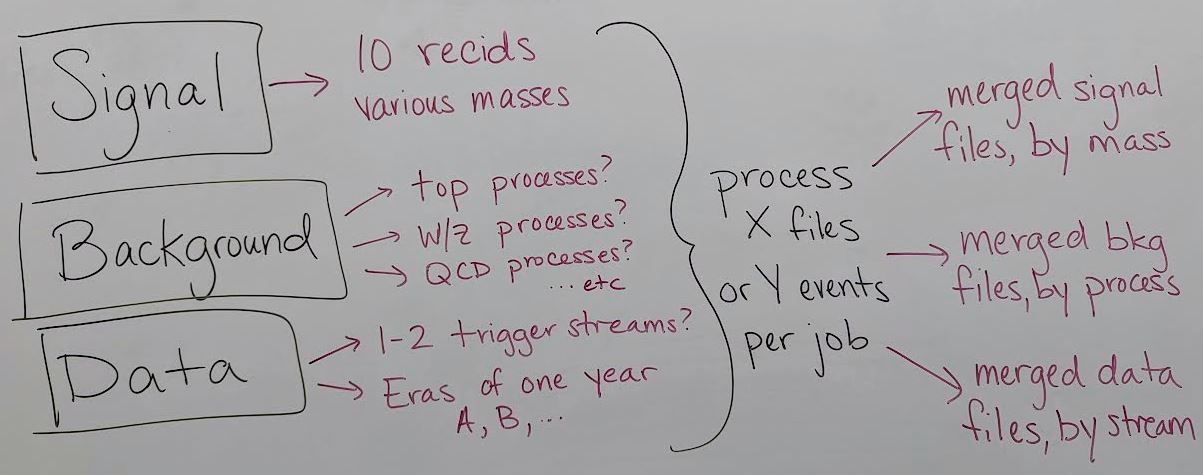 Signal
10 recids
various masses
Background
top processes?
W/Z processes?
QCD processes?
... etc
Data
1-2 trigger streams?
Eras of one year
A, B, ...
process
X files
or Y events
per job
merged signal
files, by mass
merged bkg
files, by process
merged data
files, by stream